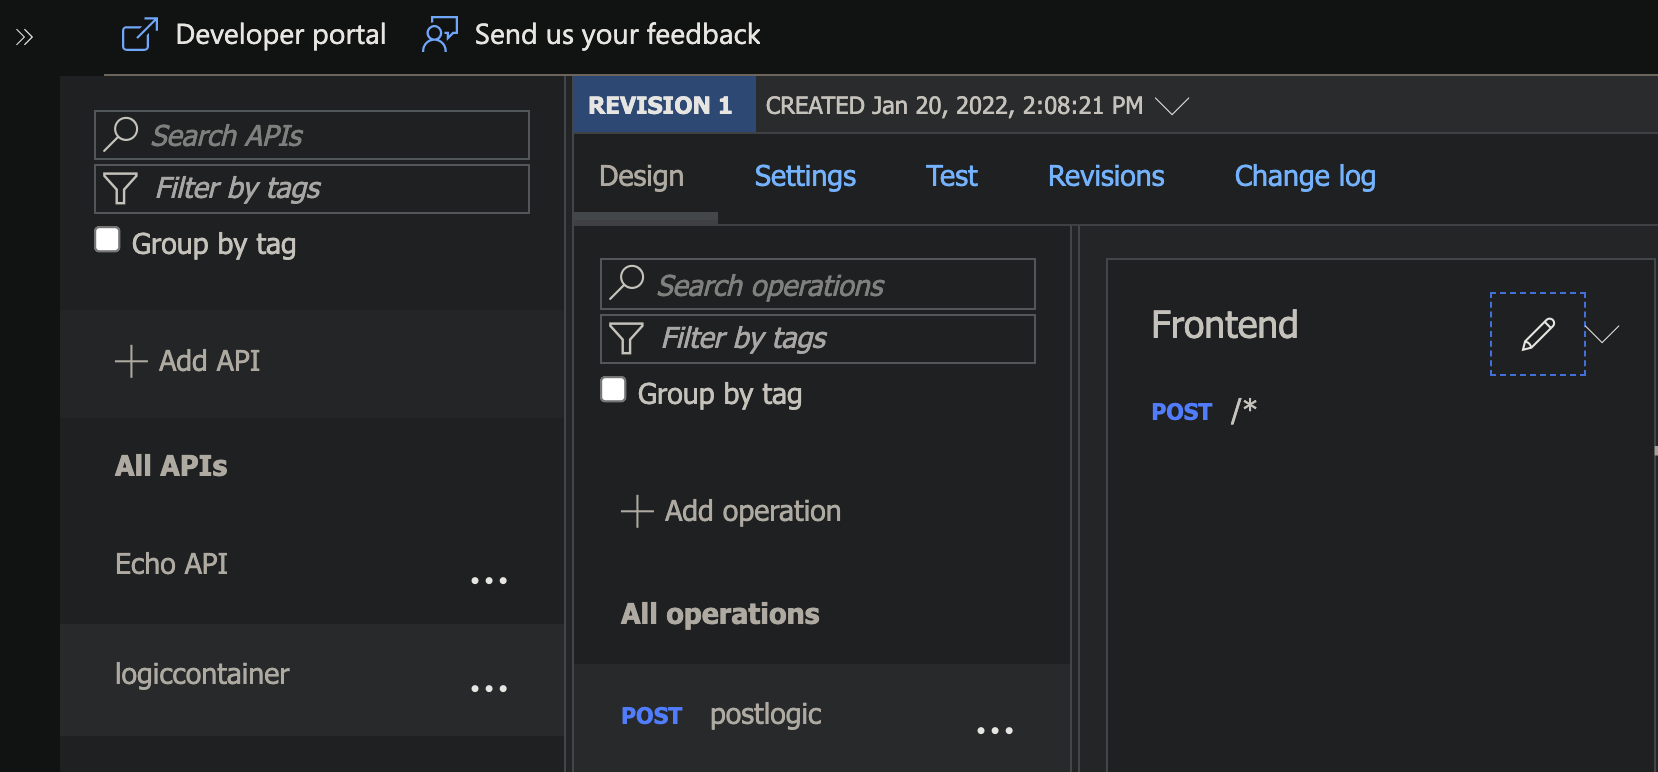 Developer portal
Send us your feedback
Search APIs
Filter by tags
Group by tag
Add API
All APIs
Echo API
logiccontainer
REVISION 1
CREATED Jan 20, 2022, 2:08:21 PM
Design
Settings
Test
Revisions
Change log
Search operations
Filter by tags
Group by tag
Add operation
All operations
POST postlogic
Frontend
POST /*